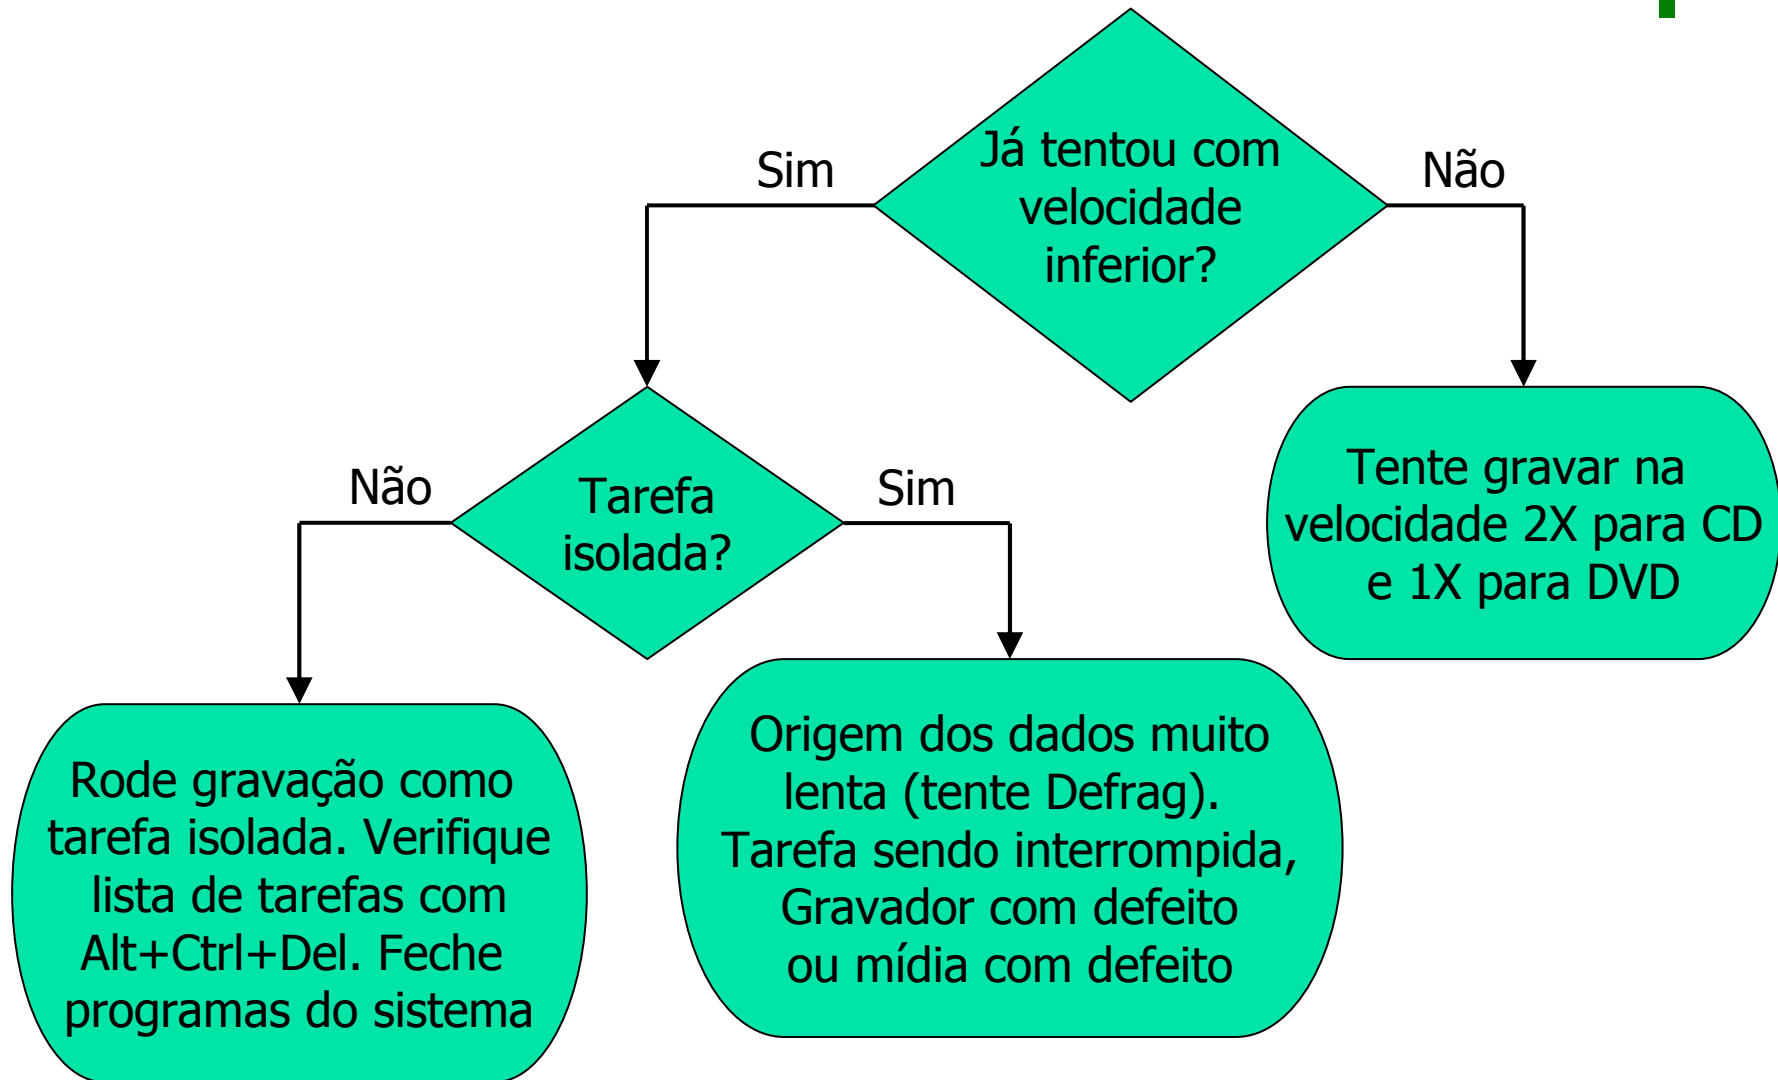 Já tentou com
velocidade
inferior?
Sim
Não
Tarefa
isolada?
Não
Sim
Tente gravar na
velocidade 2X para CD
e 1X para DVD
Rode gravação como
tarefa isolada. Verifique
lista de tarefas com
Alt+Ctrl+Del. Feche
programas do sistema
Origem dos dados muito
lenta (tente Defrag).
Tarefa sendo interrompida,
Gravador com defeito
ou mídia com defeito